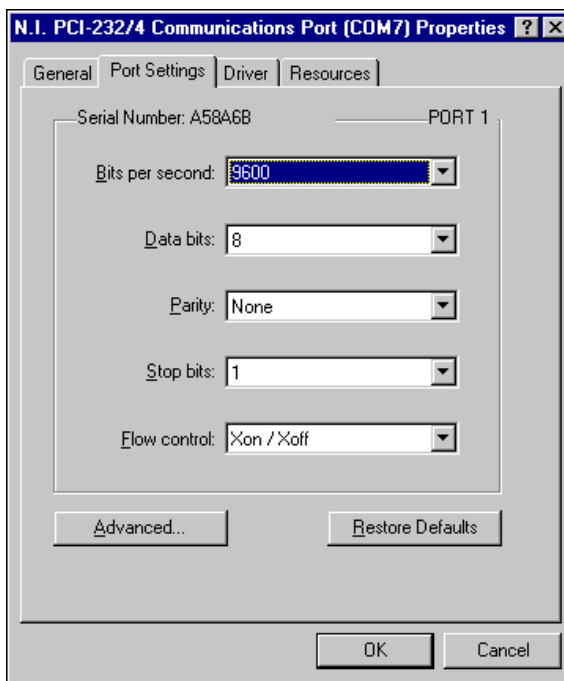 N.I. PCI-232/4 Communications Port (COM7) Properties
General Port Settings Driver Resources
Serial Number: A58A6B PORT 1
Bits per second: 9600
Data bits: 8
Parity: None
Stop bits: 1
Flow control: Xon / Xoff
Advanced... Restore Defaults
OK Cancel